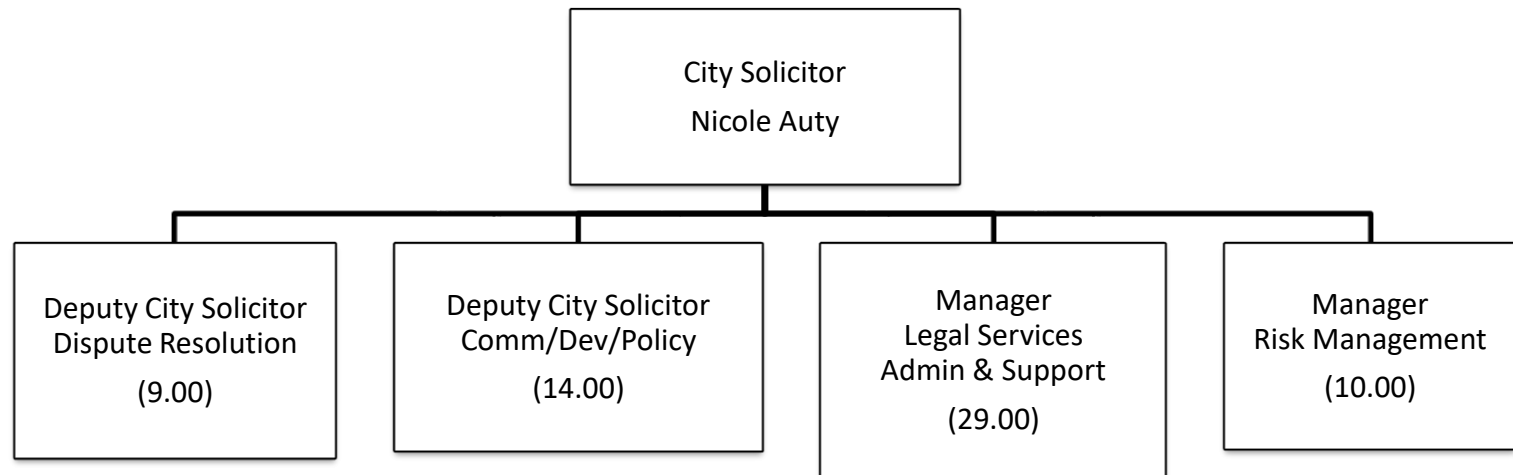 City Solicitor
Nicole Auty
Deputy City Solicitor
Dispute Resolution
(9.00)
Deputy City Solicitor
Comm/Dev/Policy
(14.00)
Manager
Legal Services
Admin & Support
(29.00)
Manager
Risk Management
(10.00)